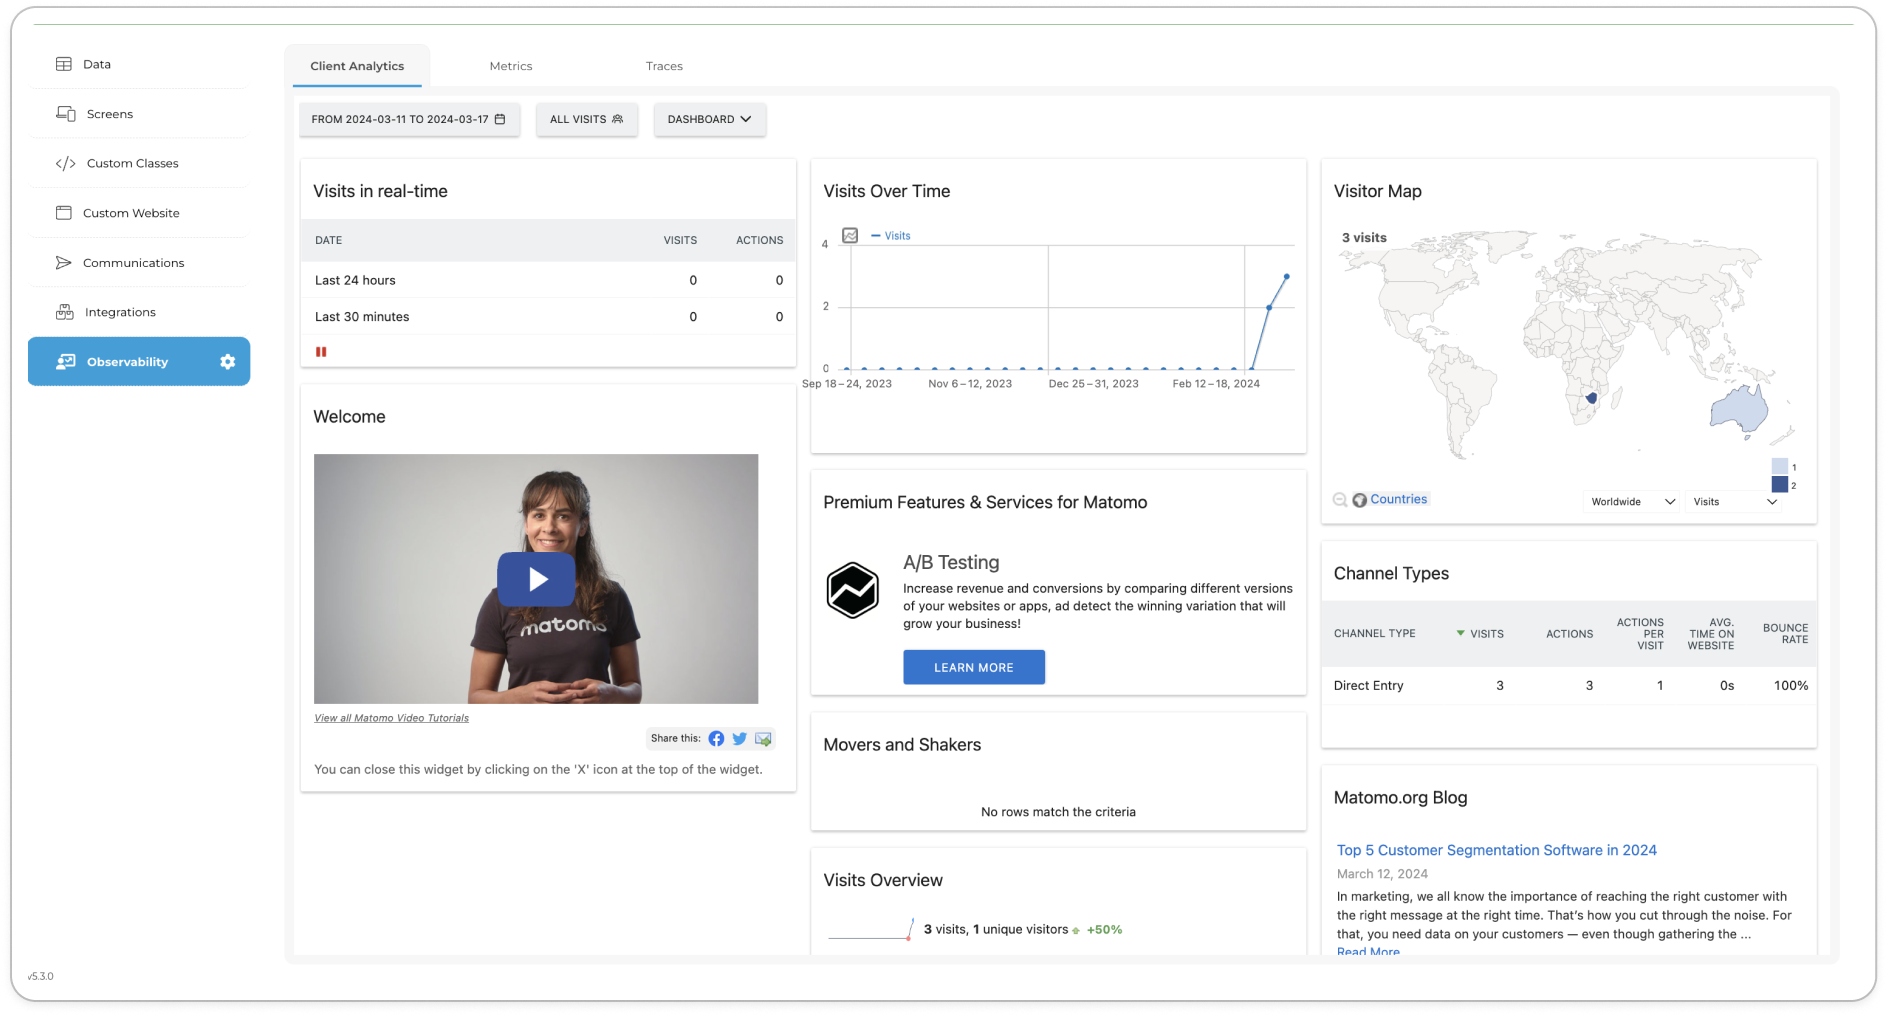 Data
Screens
Custom Classes
Custom Website
Communications
Integrations
Observability
v5.3.0
Client Analytics
Metrics
Traces
FROM 2024-03-11 TO 2024-03-17
ALL VISITS
DASHBOARD
Visits in real-time
DATE VISITS ACTIONS
Last 24 hours 0 0
Last 30 minutes 0 0
Welcome
matomo
View all Matomo Video Tutorials
Share this:
You can close this widget by clicking on the 'X' icon at the top of the widget.
Visits Over Time
Visits
4
2
0
Sep 18 – 24, 2023 Nov 6 – 12, 2023 Dec 25 – 31, 2023 Feb 12 – 18, 2024
Premium Features & Services for Matomo
A/B Testing
Increase revenue and conversions by comparing different versions
of your websites or apps, ad detect the winning variation that will
grow your business!
LEARN MORE
Movers and Shakers
No rows match the criteria
Visits Overview
3 visits, 1 unique visitors +50%
Visitor Map
3 visits
1
2
Countries
Worldwide
Visits
Channel Types
CHANNEL TYPE VISITS ACTIONS ACTIONS PER VISIT AVG. TIME ON WEBSITE BOUNCE RATE
Direct Entry 3 3 1 0s 100%
Matomo.org Blog
Top 5 Customer Segmentation Software in 2024
March 12, 2024
In marketing, we all know the importance of reaching the right customer with
the right message at the right time. That's how you cut through the noise. For
that, you need data on your customers — even though gathering the ...
Read More